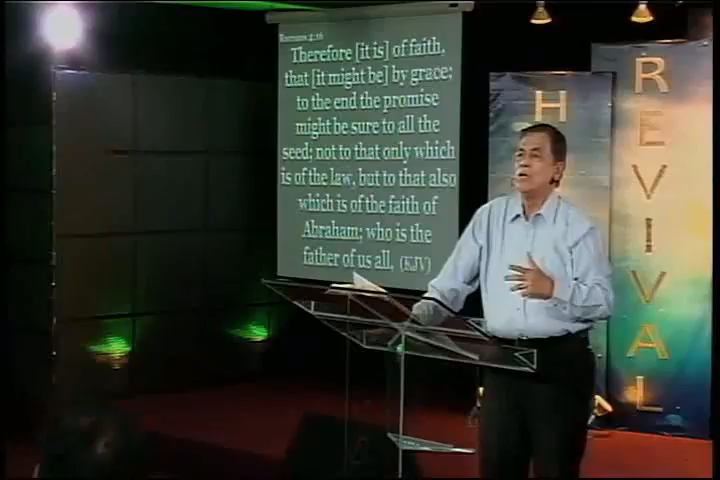 Romans 4:16
Therefore [it is] of faith,
that [it might be] by grace;
to the end the promise
might be sure to all the
seed; not to that only which
is of the law, but to that also
which is of the faith of
Abraham; who is the
father of us all, (KJV)
H
REVIVAL